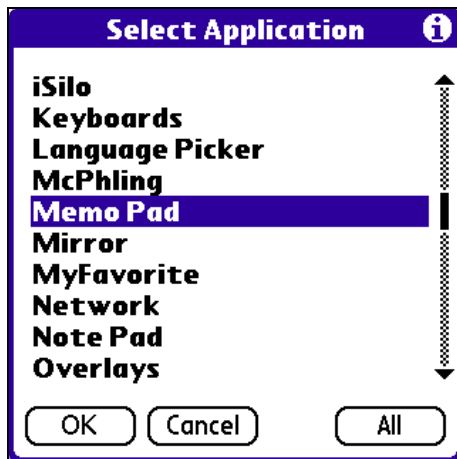 Select Application
iSilo
Keyboards
Language Picker
McPhling
Memo Pad
Mirror
MyFavorite
Network
Note Pad
Overlays
OK Cancel All